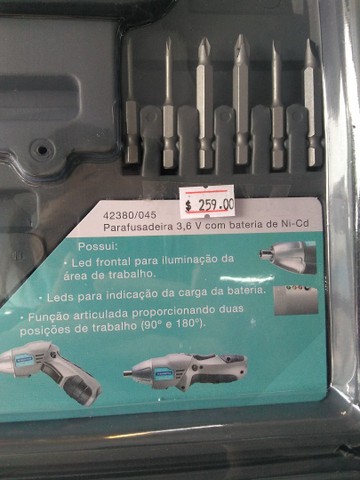 $ 259.00
42380/045
Parafusadeira 3,6 V com bateria de Ni-Cd
Possui:
• Led frontal para iluminação da
área de trabalho.
• Leds para indicação da carga da bateria.
• Função articulada proporcionando duas
posições de trabalho (90º e 180º).